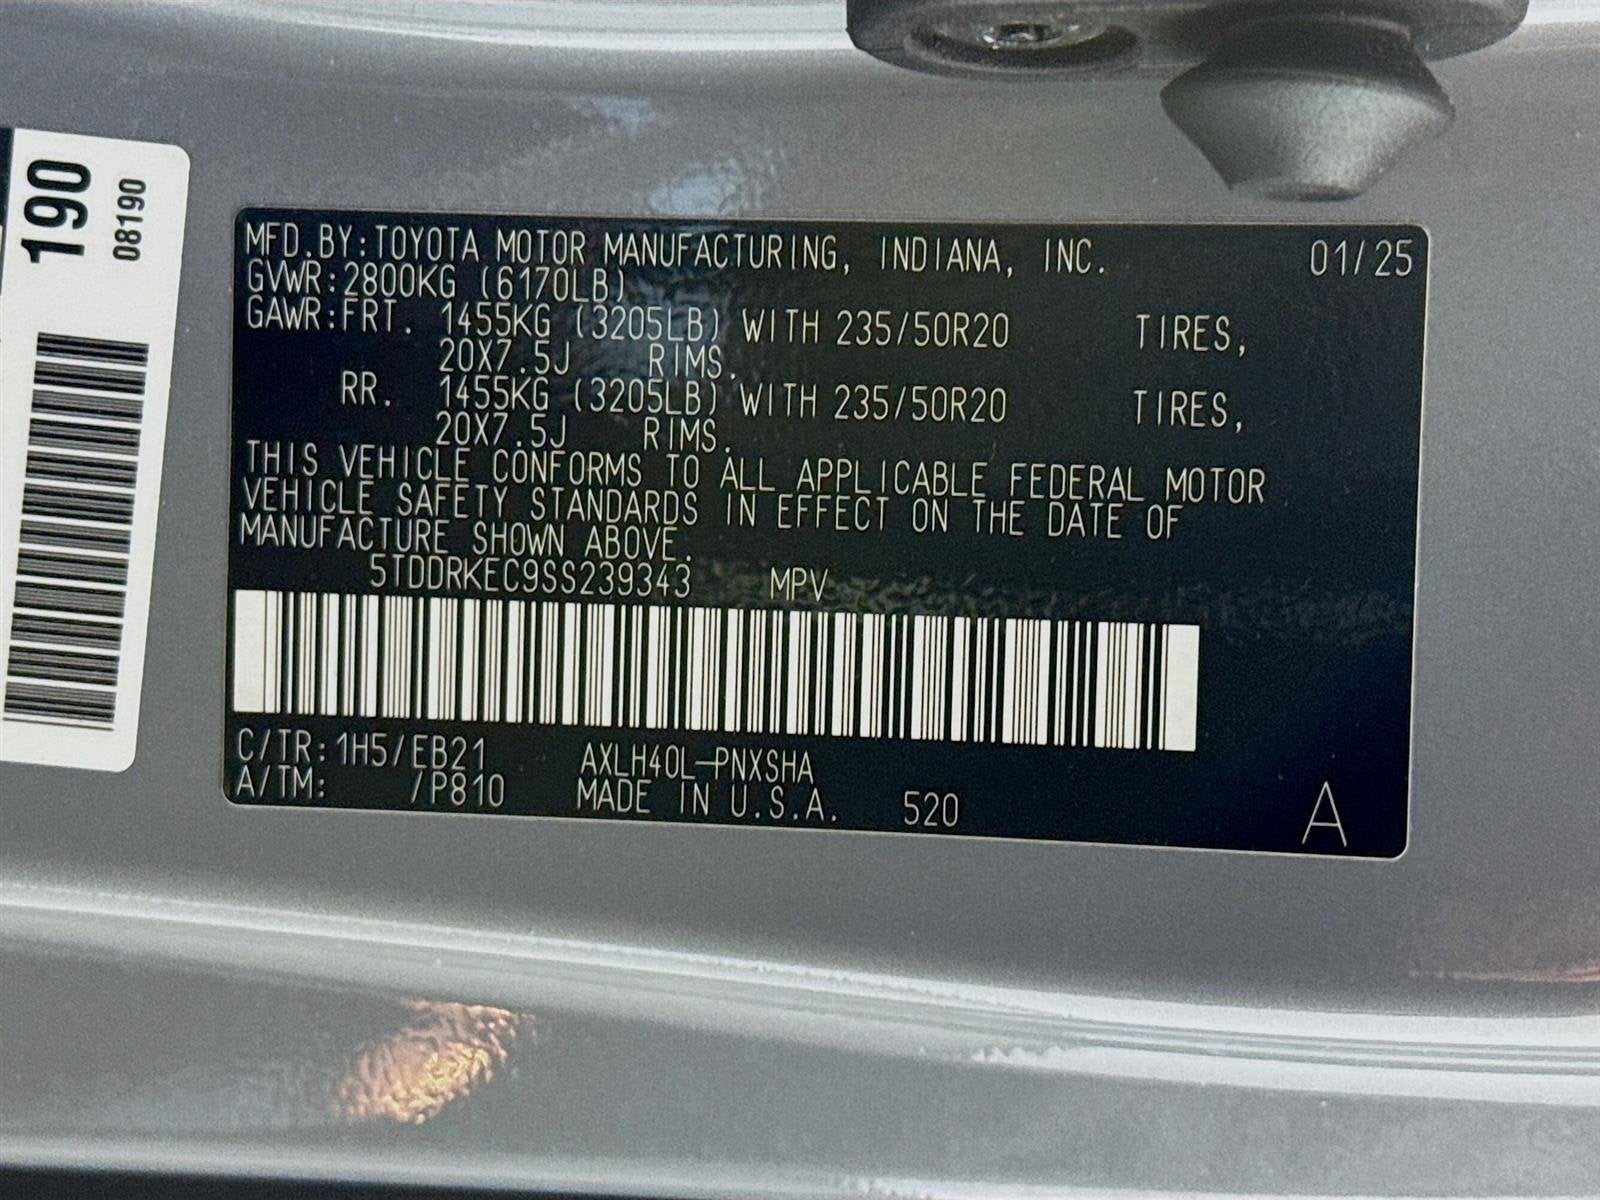 190
08190
MFD.BY:TOYOTA MOTOR MANUFACTURING, INDIANA, INC. 01/25
GVWR:2800KG (6170LB)
GAWR:FRT. 1455KG (3205LB) WITH 235/50R20 TIRES,
20X7.5J RIMS.
RR. 1455KG (3205LB) WITH 235/50R20 TIRES,
20X7.5J RIMS.
THIS VEHICLE CONFORMS TO ALL APPLICABLE FEDERAL MOTOR
VEHICLE SAFETY STANDARDS IN EFFECT ON THE DATE OF
MANUFACTURE SHOWN ABOVE.
5TDDRKEC9SS239343 MPV
C/TR:1H5/EB21 AXLH40L-PNXSHA
A/TM: /P810 MADE IN U.S.A. 520
A